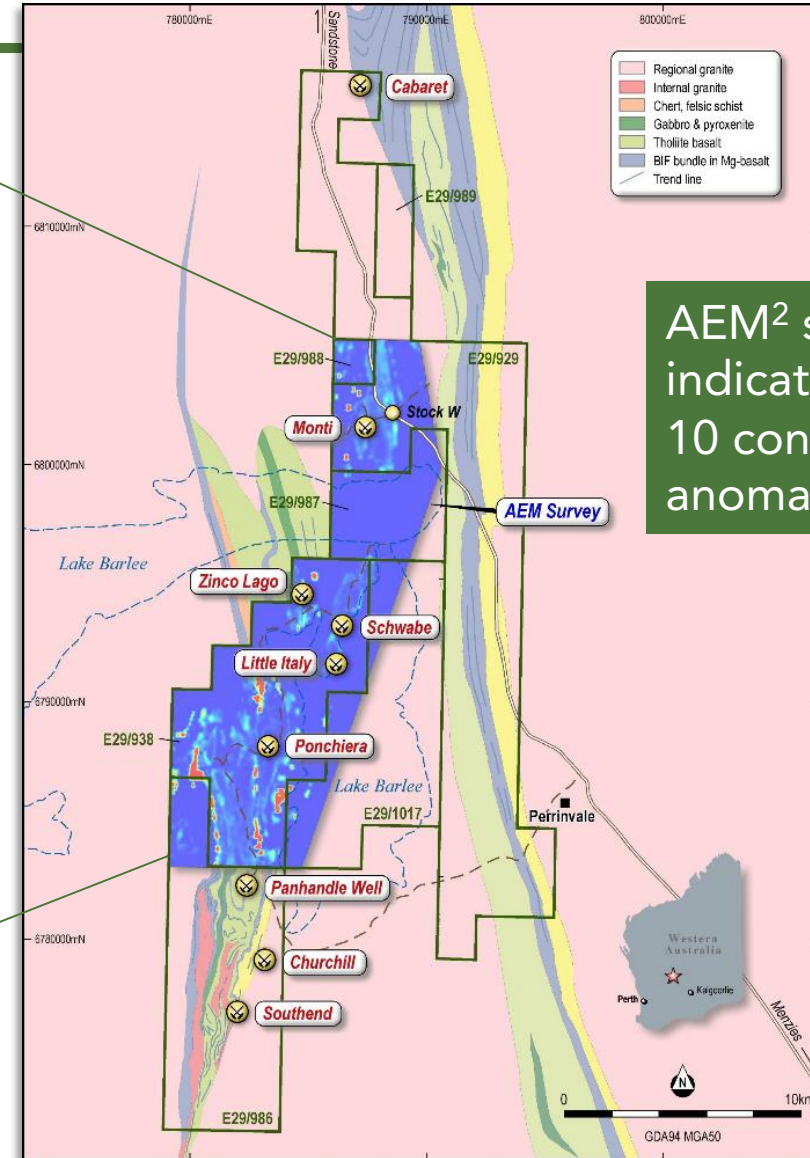 780000mE
790000mE
800000mE
Sandstone
Cabaret
Regional granite
Internal granite
Chert, felsic schist
Gabbro & pyroxenite
Tholiite basalt
BIF bundle in Mg-basalt
Trend line
E29/989
6810000mN
AEM² s
indicat
10 con
anoma
E29/988
E29/929
Stock W
Monti
6800000mN
E29/987
AEM Survey
Lake Barlee
Zinco Lago
Schwabe
Little Italy
6790000mN
E29/938
Ponchiera
Lake Barlee
E29/1017
Perrinvale
Panhandle Well
6780000mN
Churchill
Southend
Western
Australia
Perth
Kalgoorlie
Menzies
N
0
10km
GDA94 MGA50
E29/986